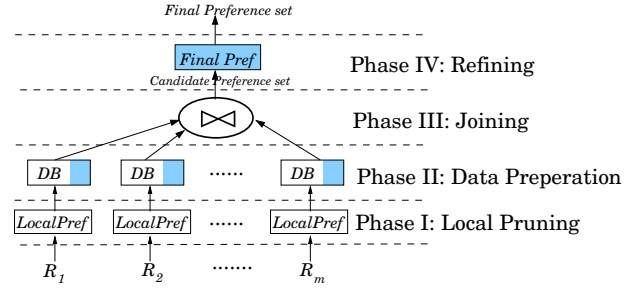 Final Preference set
Final Pref
Phase IV: Refining
Candidate Preference set
Phase III: Joining
DB DB ...... DB
Phase II: Data Preperation
LocalPref LocalPref ...... LocalPref
Phase I: Local Pruning
R1 R2 ....... Rm